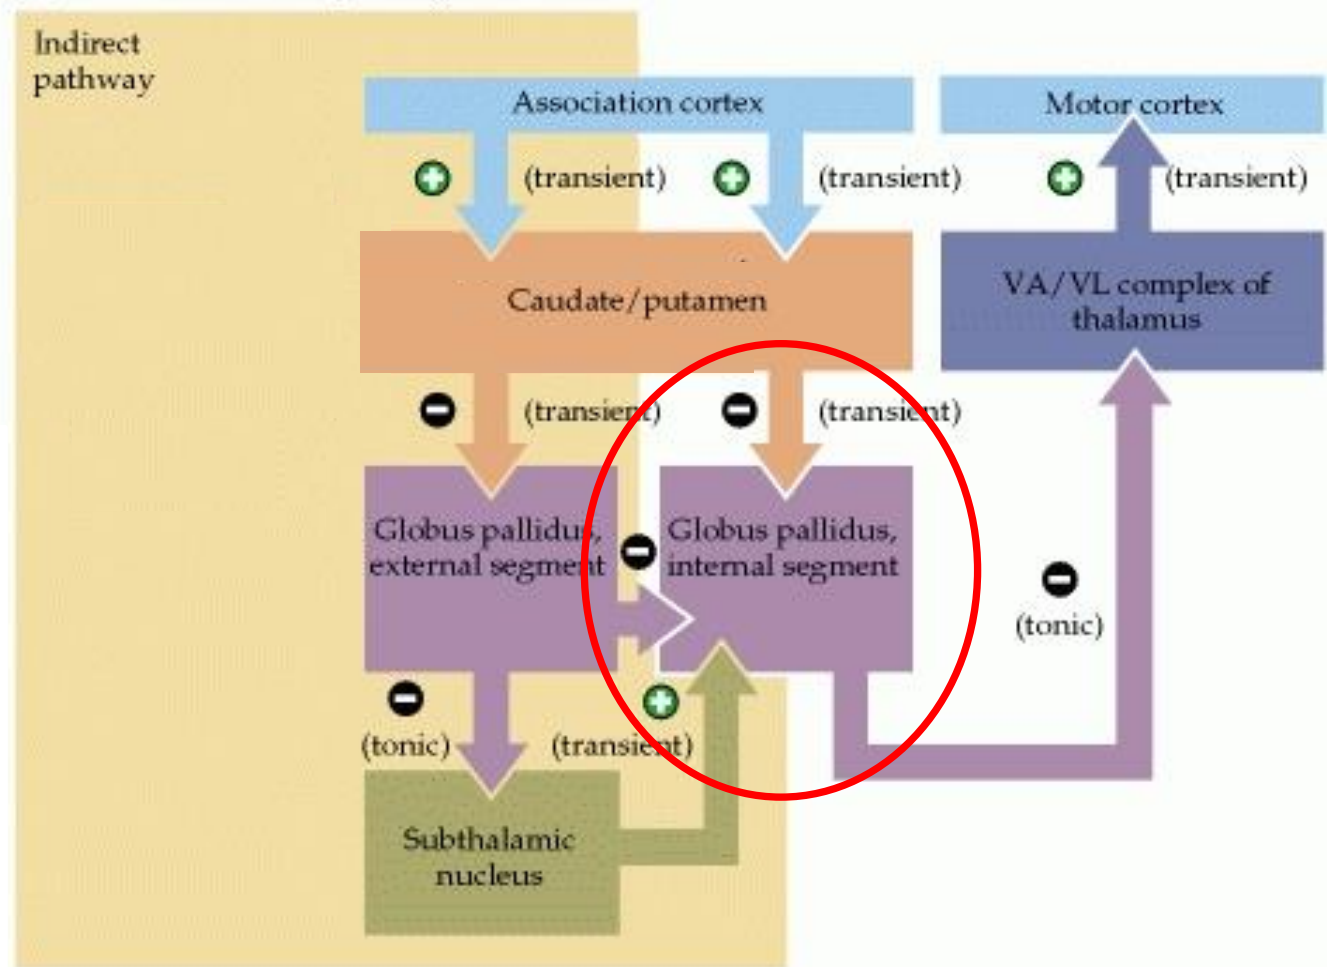 Indirect
pathway
Association cortex
Motor cortex
(transient)
(transient)
(transient)
Caudate/putamen
VA/VL complex of
thalamus
(transient)
(transient)
Globus pallidus,
external segment
Globus pallidus,
internal segment
(tonic)
(tonic)
(transient)
Subthalamic
nucleus